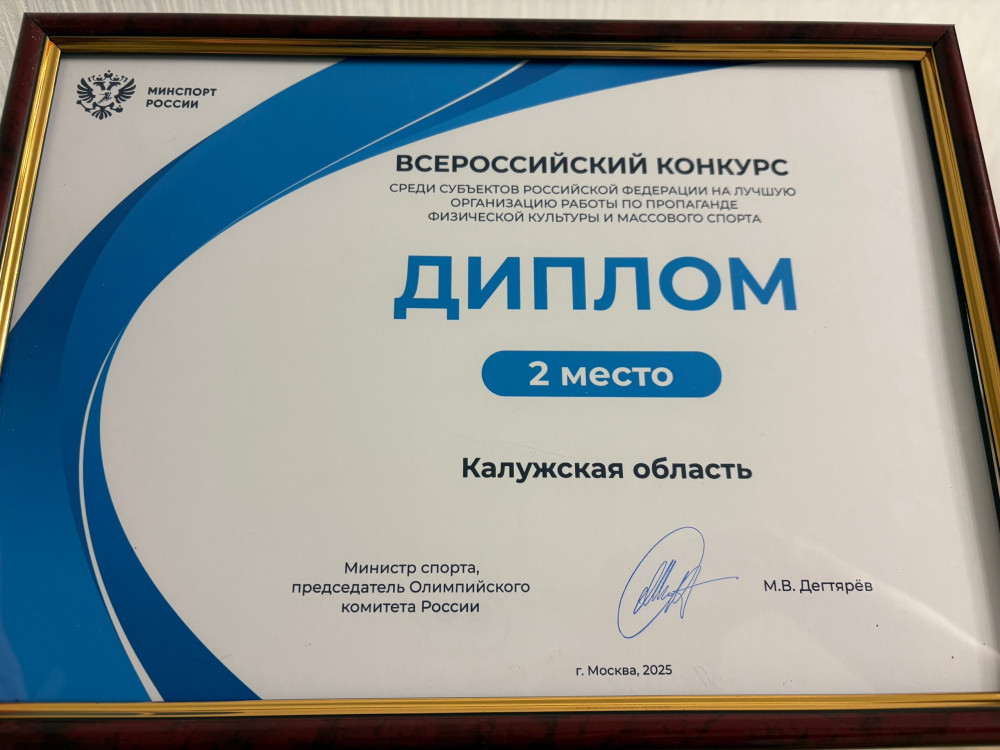 МИНСПОРТ
РОССИИ
ВСЕРОССИЙСКИЙ КОНКУРС
СРЕДИ СУБЪЕКТОВ РОССИЙСКОЙ ФЕДЕРАЦИИ НА ЛУЧШУЮ
ОРГАНИЗАЦИЮ РАБОТЫ ПО ПРОПАГАНДЕ
ФИЗИЧЕСКОЙ КУЛЬТУРЫ И МАССОВОГО СПОРТА
ДИПЛОМ
2 место
Калужская область
Министр спорта,
председатель Олимпийского
комитета России
М.В. Дегтярёв
г. Москва, 2025